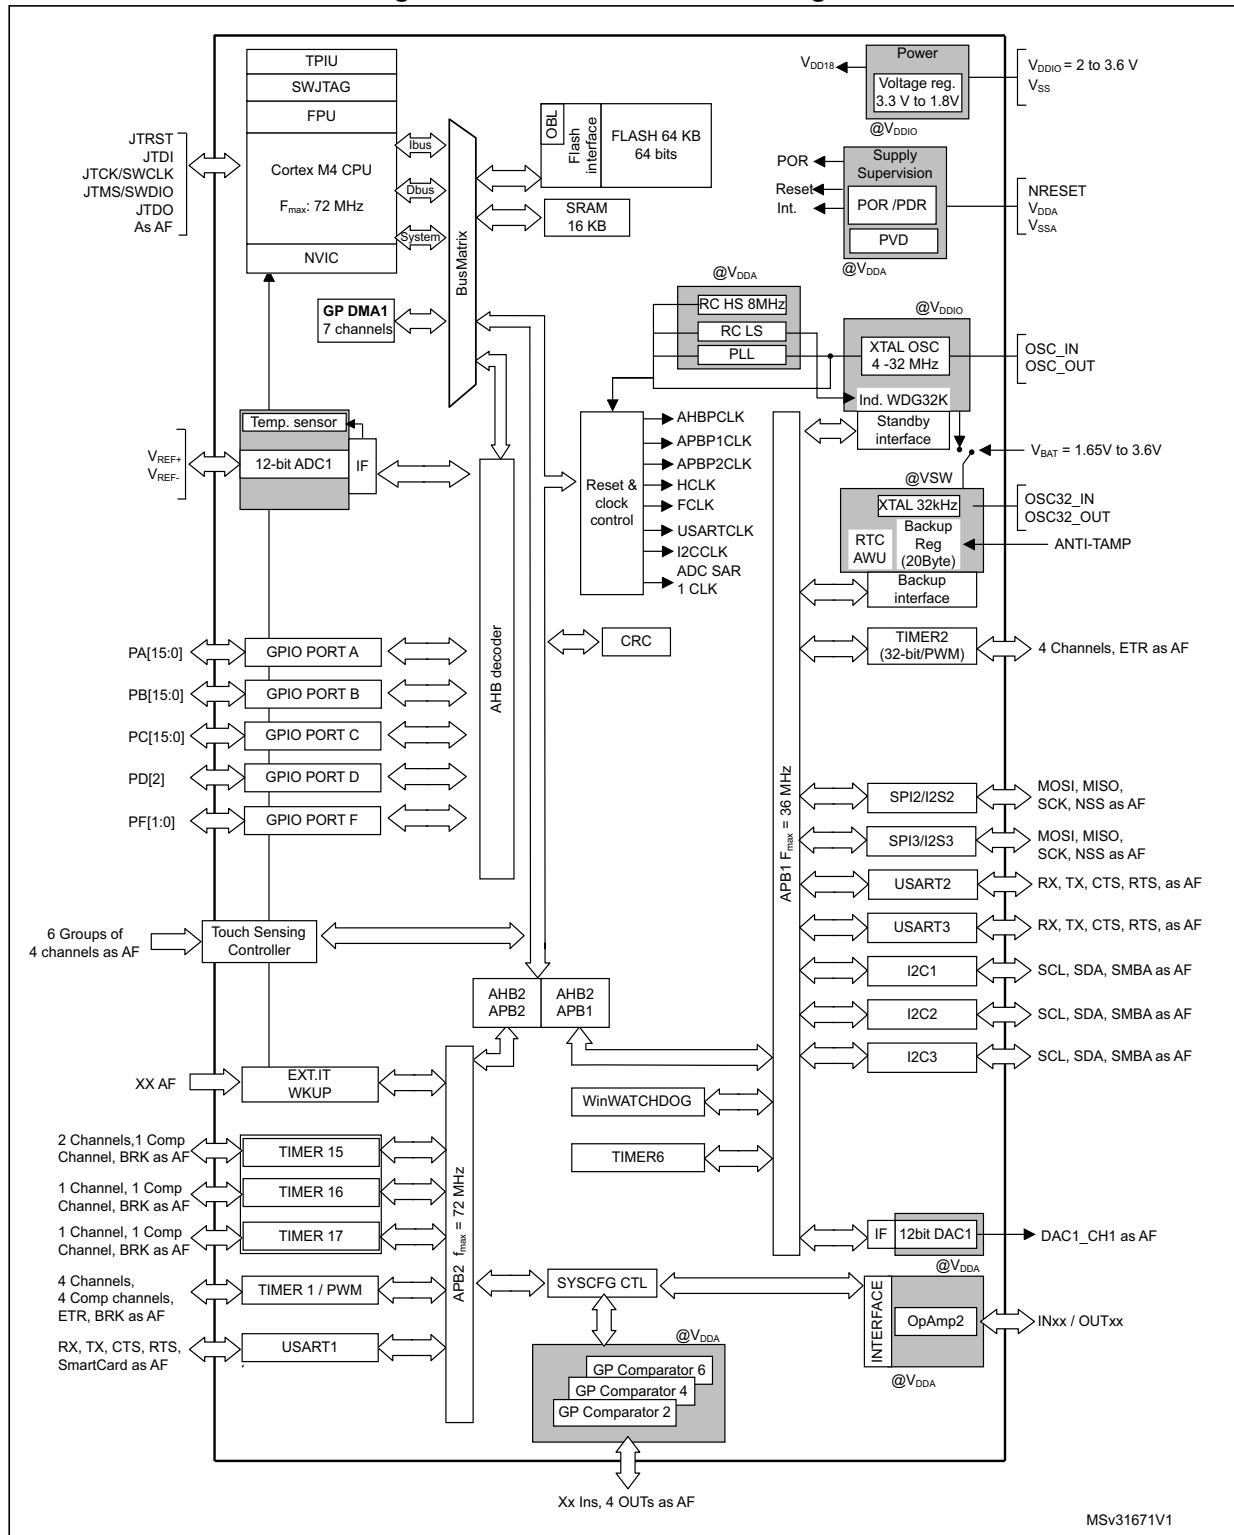 TPIU
SWJTAG
FPU
Cortex M4 CPU
Fmax: 72 MHz
NVIC
JTRST
JTDI
JTCK/SWCLK
JTMS/SWDIO
JTDO
As AF
Ibus
Dbus
System
BusMatrix
OBL
Flash
interface
FLASH 64 KB
64 bits
SRAM
16 KB
GP DMA1
7 channels
VDD18
Power
Voltage reg.
3.3 V to 1.8V
@VDDIO
VDDIO = 2 to 3.6 V
VSS
POR
Reset
Int.
Supply
Supervision
POR /PDR
PVD
@VDDA
NRESET
VDDA
VSSA
@VDDA
RC HS 8MHz
RC LS
PLL
@VDDIO
XTAL OSC
4 -32 MHz
Ind. WDG32K
Standby
interface
OSC_IN
OSC_OUT
VBAT = 1.65V to 3.6V
@VSW
XTAL 32kHz
RTC
AWU
Backup
Reg
(20Byte)
Backup
interface
OSC32_IN
OSC32_OUT
ANTI-TAMP
VREF+
VREF-
Temp. sensor
12-bit ADC1
IF
Reset &
clock
control
AHBPCLK
APBP1CLK
APBP2CLK
HCLK
FCLK
USARTCLK
I2CCLK
ADC SAR
1 CLK
CRC
AHB decoder
PA[15:0]
GPIO PORT A
PB[15:0]
GPIO PORT B
PC[15:0]
GPIO PORT C
PD[2]
GPIO PORT D
PF[1:0]
GPIO PORT F
6 Groups of
4 channels as AF
Touch Sensing
Controller
AHB2
APB2
AHB2
APB1
APB1 Fmax = 36 MHz
TIMER2
(32-bit/PWM)
4 Channels, ETR as AF
SPI2/I2S2
MOSI, MISO,
SCK, NSS as AF
SPI3/I2S3
MOSI, MISO,
SCK, NSS as AF
USART2
RX, TX, CTS, RTS, as AF
USART3
RX, TX, CTS, RTS, as AF
I2C1
SCL, SDA, SMBA as AF
I2C2
SCL, SDA, SMBA as AF
I2C3
SCL, SDA, SMBA as AF
WinWATCHDOG
TIMER6
IF
12bit DAC1
DAC1_CH1 as AF
@VDDA
XX AF
EXT.IT
WKUP
2 Channels,1 Comp
Channel, BRK as AF
TIMER 15
1 Channel, 1 Comp
Channel, BRK as AF
TIMER 16
1 Channel, 1 Comp
Channel, BRK as AF
TIMER 17
4 Channels,
4 Comp channels,
ETR, BRK as AF
TIMER 1 / PWM
RX, TX, CTS, RTS,
SmartCard as AF
USART1
APB2 fmax = 72 MHz
SYSCFG CTL
INTERFACE
OpAmp2
INxx / OUTxx
@VDDA
@VDDA
GP Comparator 6
GP Comparator 4
GP Comparator 2
Xx Ins, 4 OUTs as AF
MSv31671V1